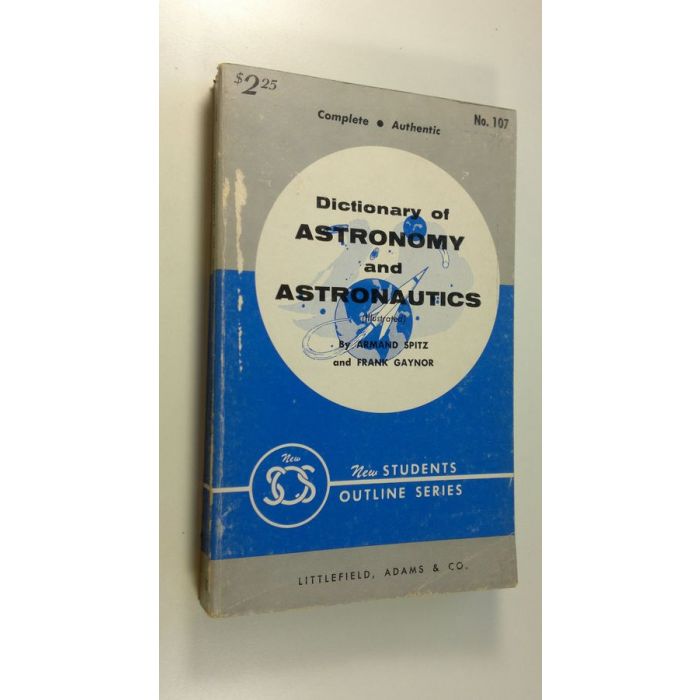 $2.25
Complete • Authentic
No. 107
Dictionary of
ASTRONOMY
and
ASTRONAUTICS
(Illustrated)
By ARMAND SPITZ
and FRANK GAYNOR
New
SOS
New STUDENTS
OUTLINE SERIES
LITTLEFIELD, ADAMS & CO.